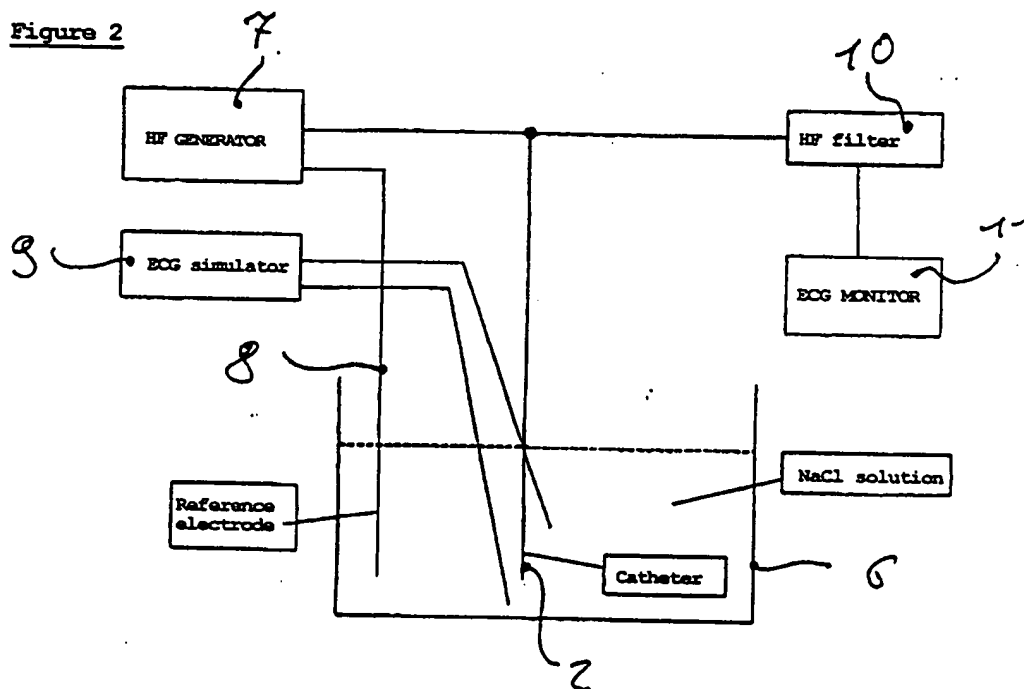 Figure 2
7
10
HF GENERATOR
HF filter
11
9
ECG simulator
ECG MONITOR
8
NaCl solution
Reference
electrode
Catheter
6
2